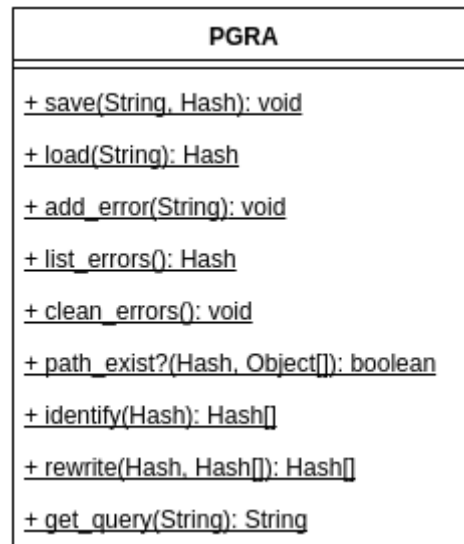 PGRA
+ save(String, Hash): void
+ load(String): Hash
+ add_error(String): void
+ list_errors(): Hash
+ clean_errors(): void
+ path_exist?(Hash, Object[]): boolean
+ identify(Hash): Hash[]
+ rewrite(Hash, Hash[]): Hash[]
+ get_query(String): String